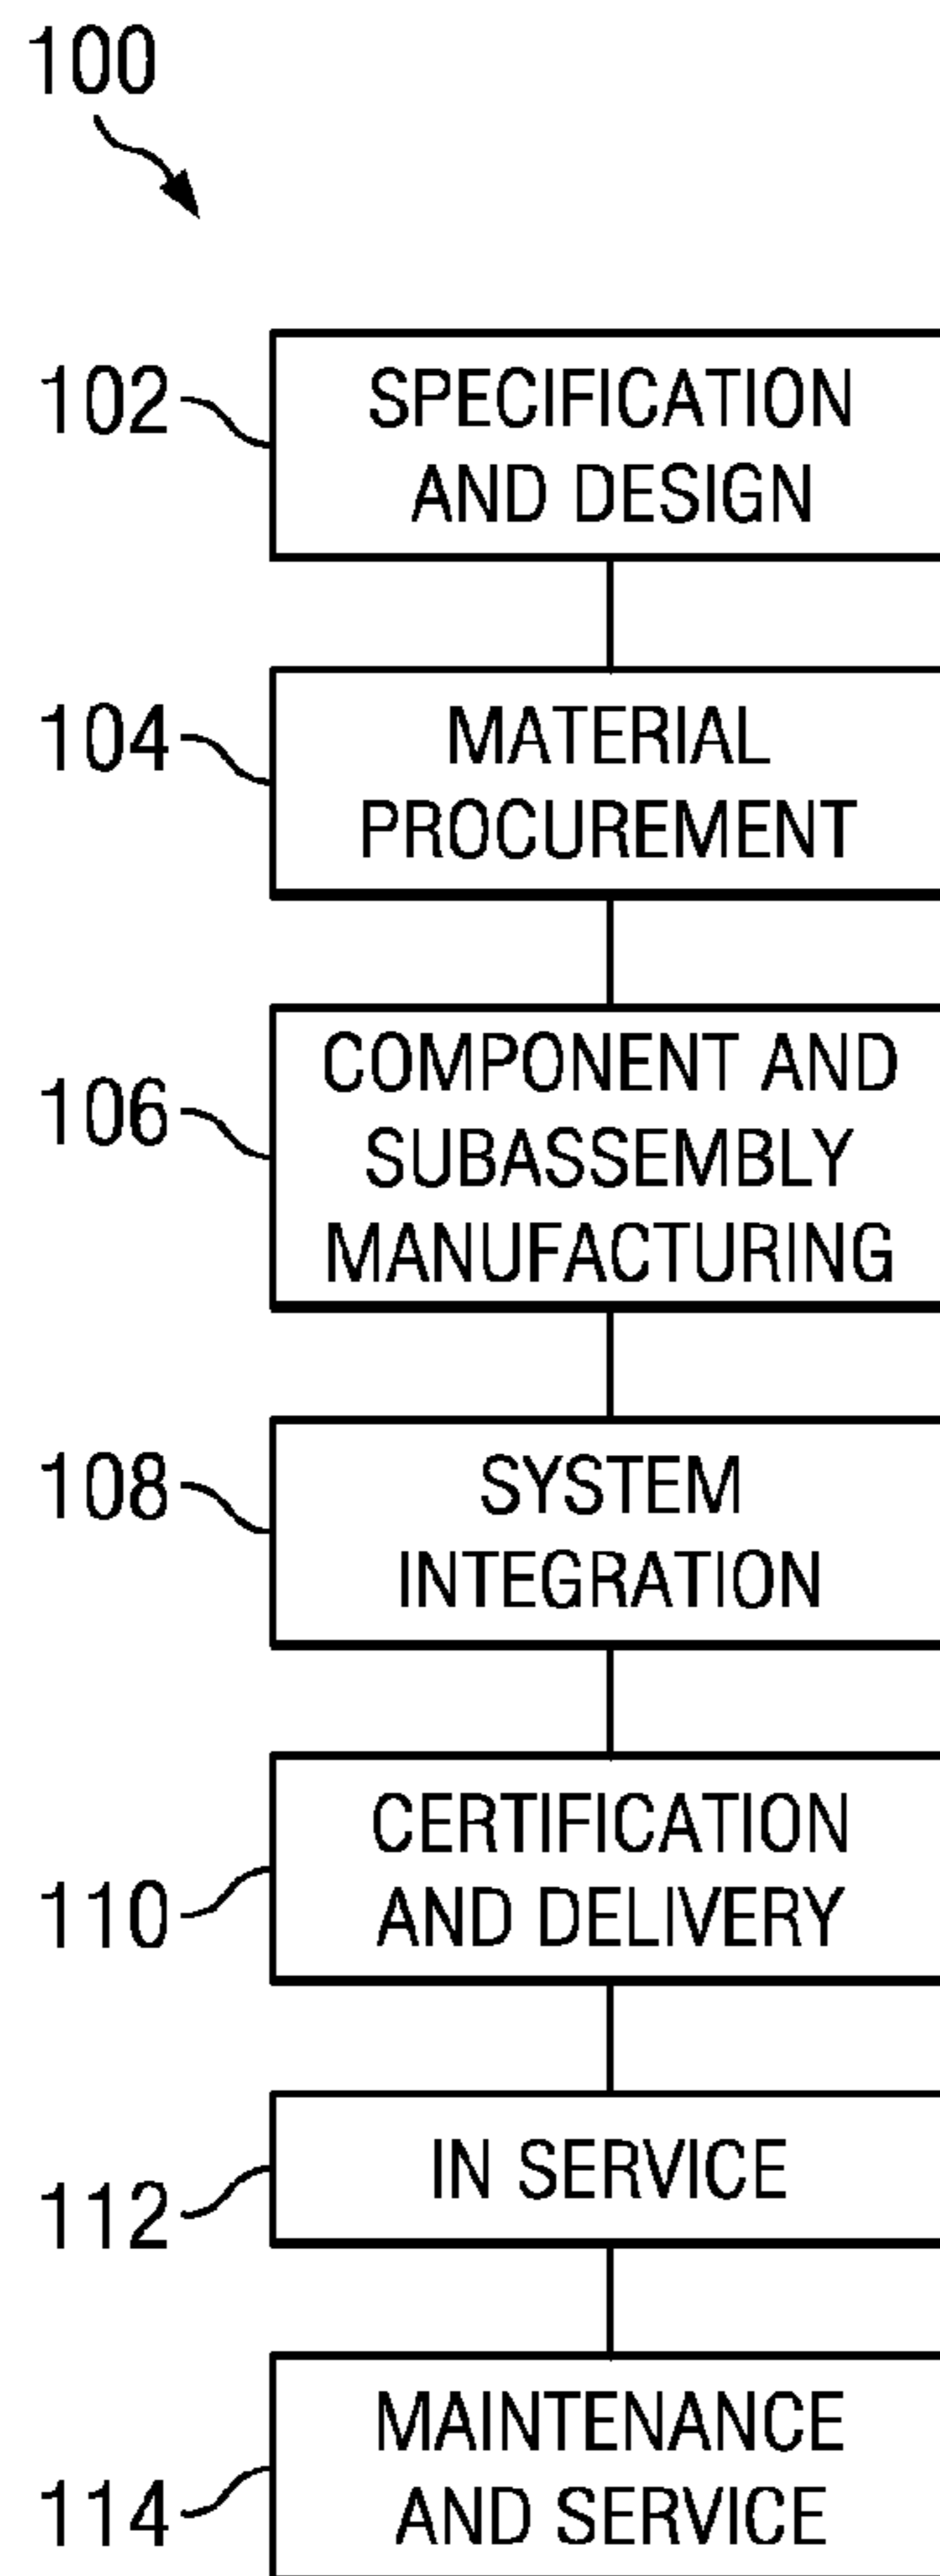 100
102
SPECIFICATION
AND DESIGN
104
MATERIAL
PROCUREMENT
106
COMPONENT AND
SUBASSEMBLY
MANUFACTURING
108
SYSTEM
INTEGRATION
110
CERTIFICATION
AND DELIVERY
112
IN SERVICE
114
MAINTENANCE
AND SERVICE